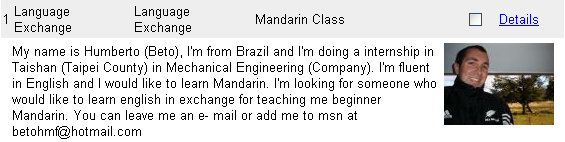 1 Language Exchange Language Exchange Mandarin Class Details
My name is Humberto (Beto), I'm from Brazil and I'm doing a internship in
Taishan (Taipei County) in Mechanical Engineering (Company). I'm fluent
in English and I would like to learn Mandarin. I'm looking for someone who
would like to learn english in exchange for teaching me beginner
Mandarin. You can leave me an e- mail or add me to msn at
betohmf@hotmail.com